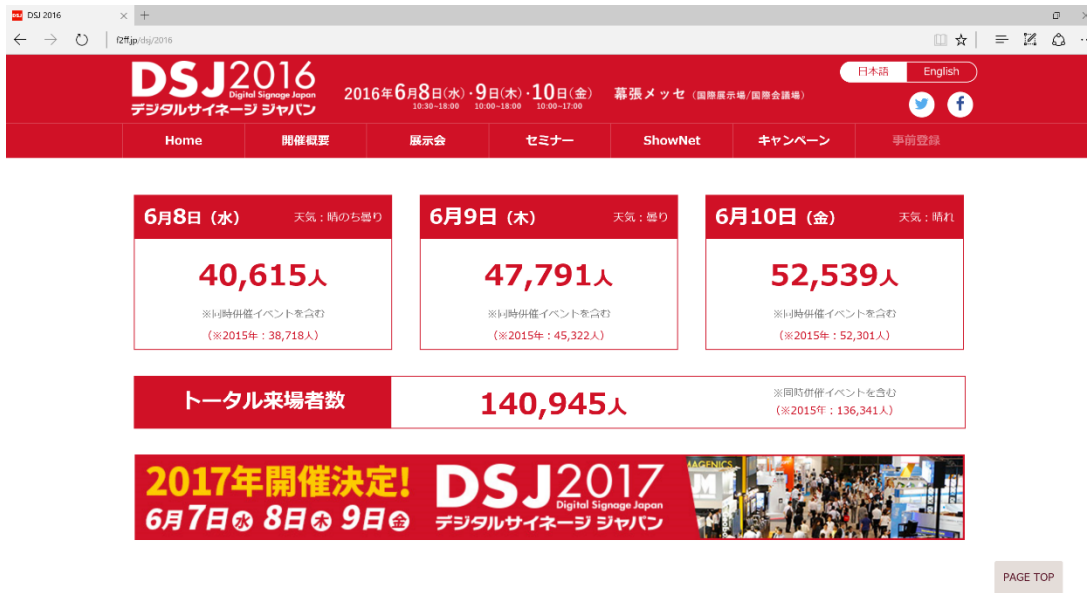 DSJ 2016
f2ff.jp/dsj/2016
DSJ2016
Digital Signage Japan
デジタルサイネージ ジャパン
2016年6月8日(水)・9日(木)・10日(金)
10:30~18:00 10:00~18:00 10:00~17:00
幕張メッセ (国際展示場/国際会議場)
日本語 English
Home 開催概要 展示会 セミナー ShowNet キャンペーン 事前登録
6月8日（水） 天気：晴のち曇り
40,615人
※同時併催イベントを含む
（※2015年：38,718人）
6月9日（木） 天気：曇り
47,791人
※同時併催イベントを含む
（※2015年：45,322人）
6月10日（金） 天気：晴れ
52,539人
※同時併催イベントを含む
（※2015年：52,301人）
トータル来場者数
140,945人
※同時併催イベントを含む
（※2015年：136,341人）
2017年開催決定!
6月7日水 8日木 9日金
DSJ2017
Digital Signage Japan
デジタルサイネージ ジャパン
PAGE TOP